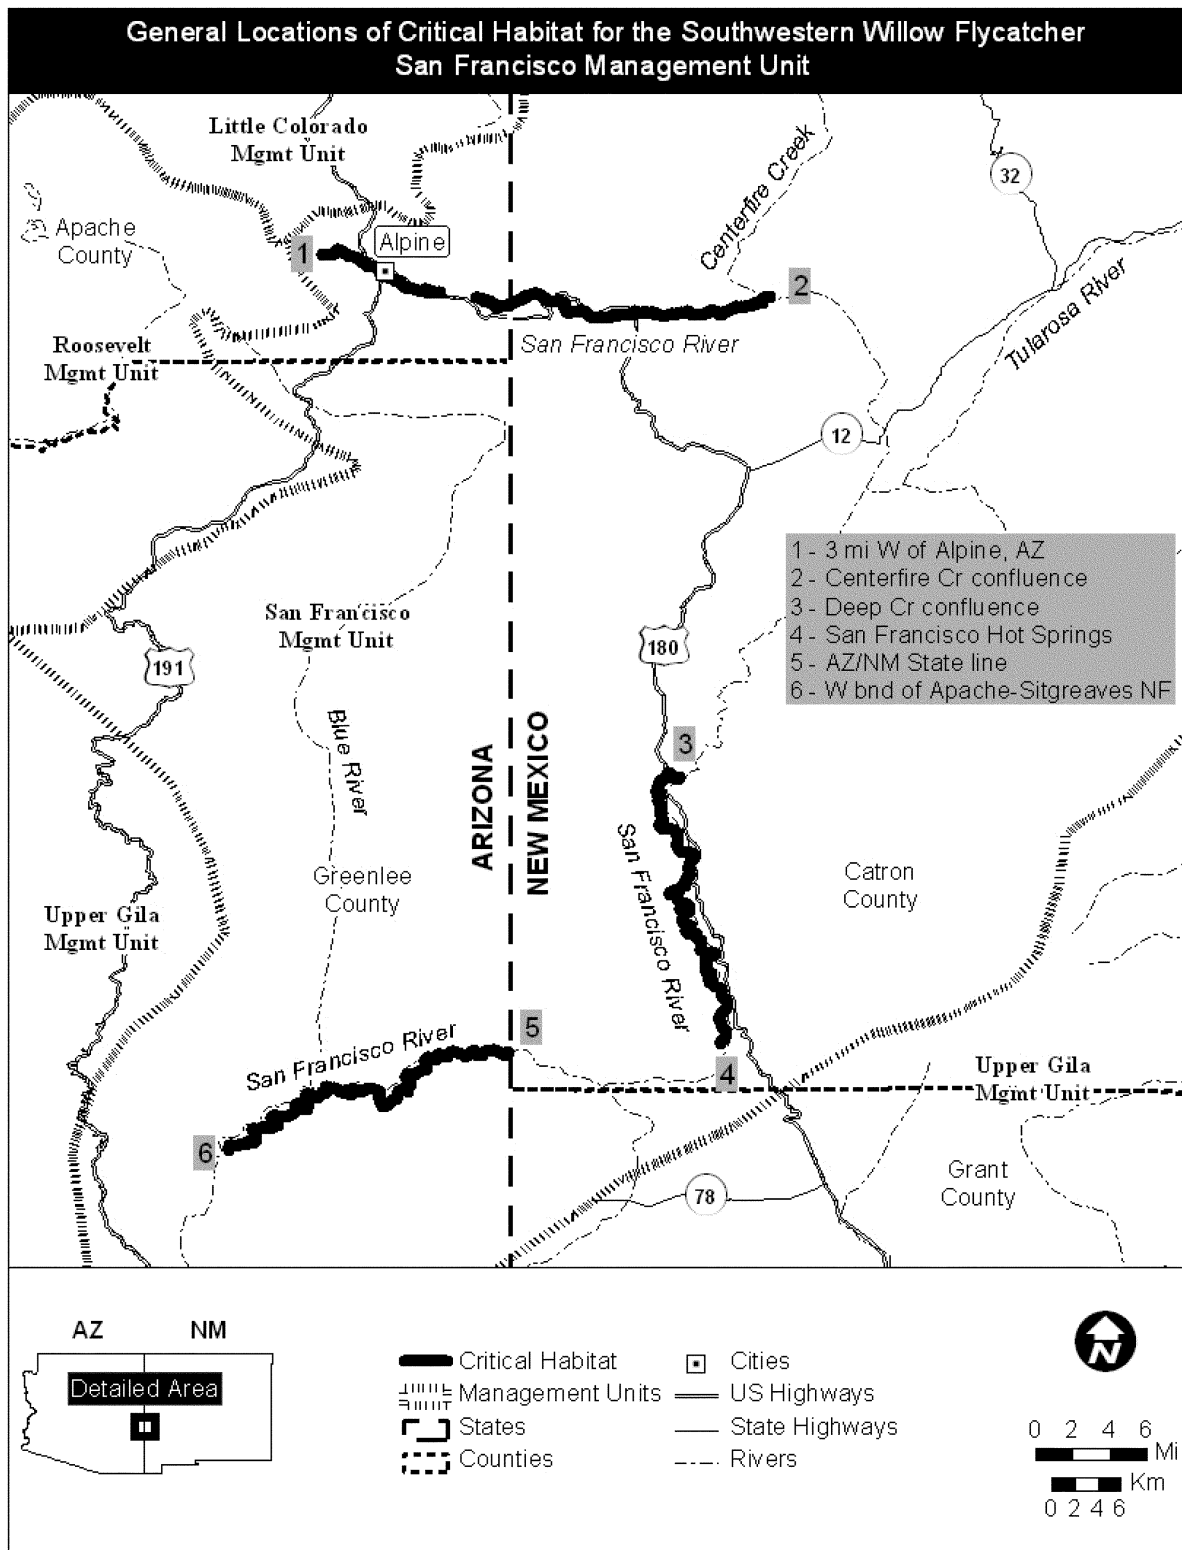 General Locations of Critical Habitat for the Southwestern Willow Flycatcher
San Francisco Management Unit
Little Colorado
Mgmt Unit
Centerfire Creek
32
Apache
County
Alpine
1
2
Tularosa River
San Francisco River
Roosevelt
Mgmt Unit
12
1 - 3 mi W of Alpine, AZ
2 - Centerfire Cr confluence
3 - Deep Cr confluence
4 - San Francisco Hot Springs
5 - AZ/NM State line
6 - W bnd of Apache-Sitgreaves NF
San Francisco
Mgmt Unit
180
191
Blue River
ARIZONA
NEW MEXICO
3
San Francisco River
Greenlee
County
Catron
County
Upper Gila
Mgmt Unit
San Francisco River
5
4
Upper Gila
Mgmt Unit
6
78
Grant
County
AZ
NM
Detailed Area
Critical Habitat
Management Units
States
Counties
Cities
US Highways
State Highways
Rivers
N
0 2 4 6
Mi
Km
0 2 4 6